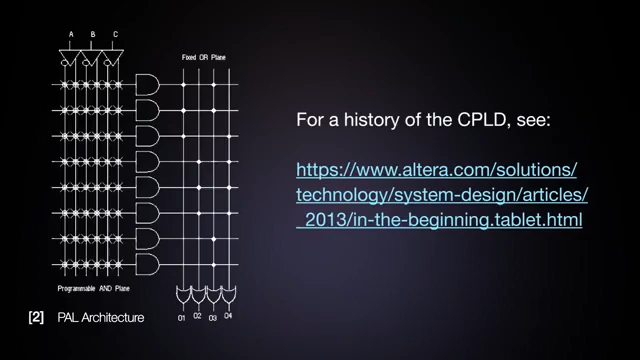 A B C
Fixed OR Plane
For a history of the CPLD, see:
https://www.altera.com/solutions/
technology/system-design/articles/
_2013/in-the-beginning.tablet.html
Programmable AND Plane
O1 O2 O3 O4
[2] PAL Architecture